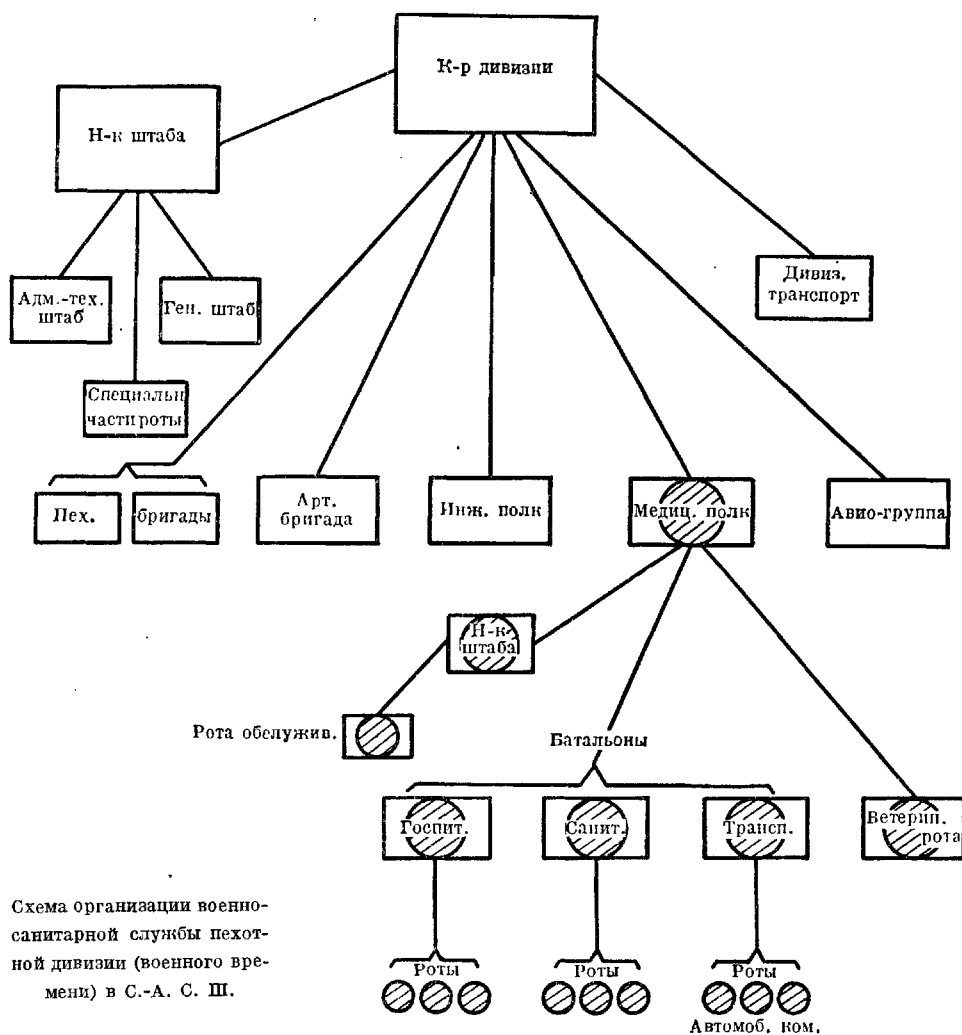 К-р дивизии
Н-к штаба
Адм.-тех.
штаб
Ген. штаб
Дивиз.
транспорт
Специальн
части роты
Пех.
бригады
Арт.
бригада
Инж. полк
Медиц. полк
Авио-группа
Н-к
штаба
Рота обслужив.
Батальоны
Госпит.
Санит.
Трансп.
Ветерин.
рота
Схема организации военно-
санитарной службы пехот-
ной дивизии (военного вре-
мени) в С.-А. С. Ш.
Роты
Роты
Роты
Автомоб. ком.